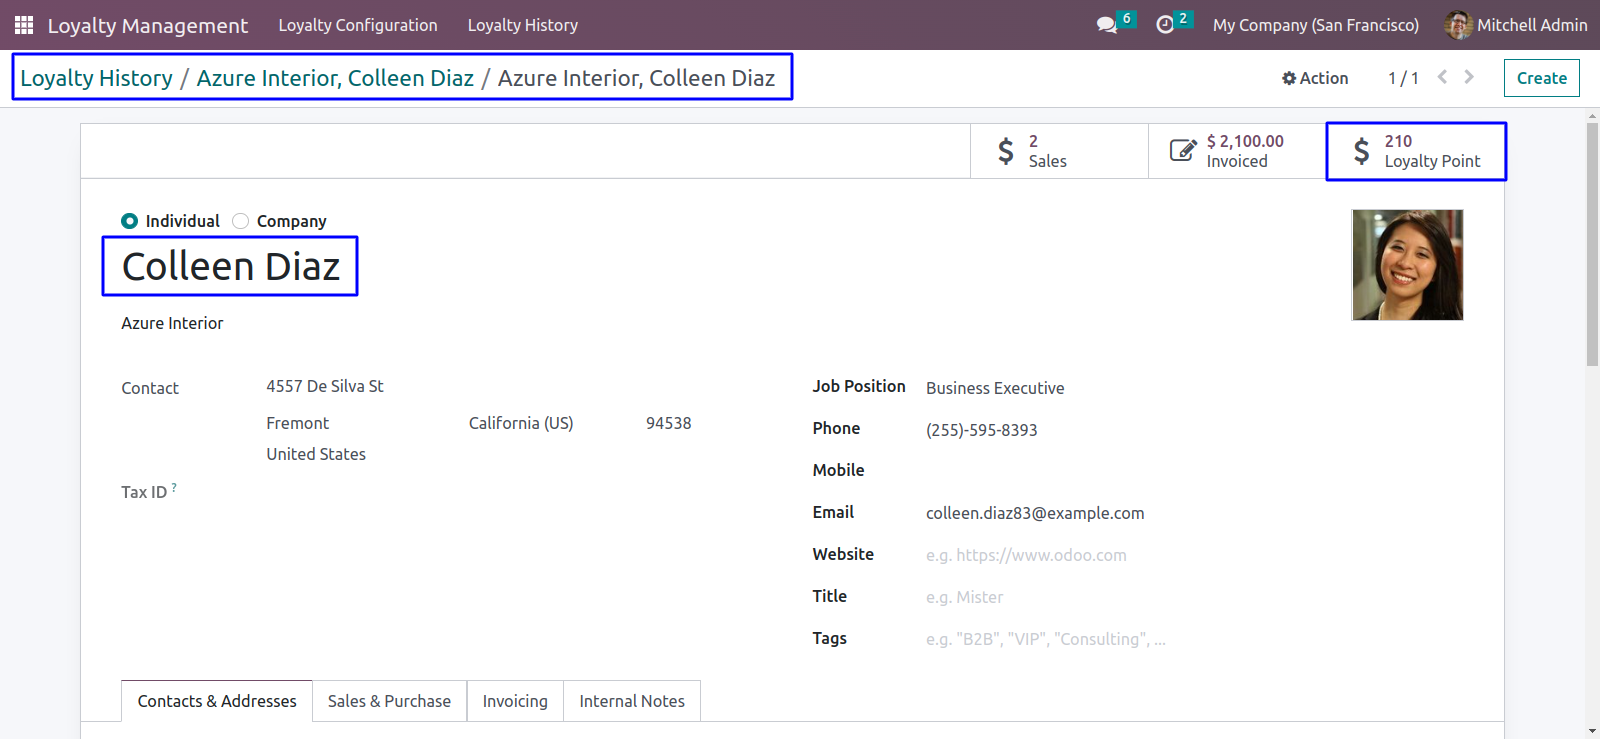 Loyalty Management Loyalty Configuration Loyalty History 6 2 My Company (San Francisco) Mitchell Admin
Loyalty History / Azure Interior, Colleen Diaz / Azure Interior, Colleen Diaz Action 1 / 1 Create
$ 2 Sales
$ 2,100.00 Invoiced
$ 210 Loyalty Point
Individual Company
Colleen Diaz
Azure Interior
Contact 4557 De Silva St
Fremont California (US) 94538
United States
Tax ID ?
Job Position Business Executive
Phone (255)-595-8393
Mobile
Email colleen.diaz83@example.com
Website e.g. https://www.odoo.com
Title e.g. Mister
Tags e.g. "B2B", "VIP", "Consulting", ...
Contacts & Addresses Sales & Purchase Invoicing Internal Notes